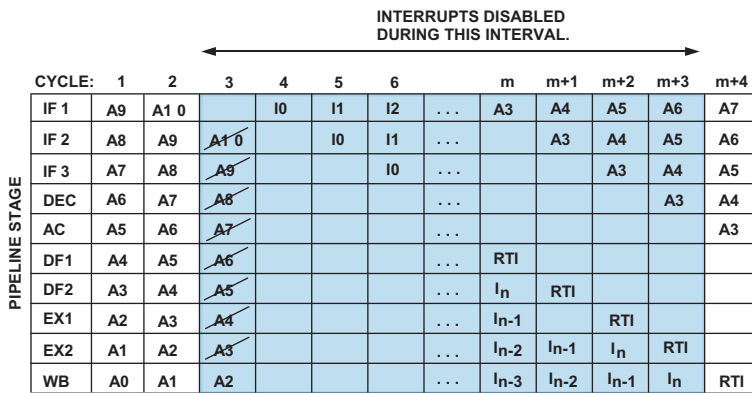 INTERRUPTS DISABLED
DURING THIS INTERVAL.
CYCLE: 1 2 3 4 5 6 m m+1 m+2 m+3 m+4
PIPELINE STAGE
IF 1 A9 A1 0 I0 I1 I2 . . . A3 A4 A5 A6 A7
IF 2 A8 A9 A1 0 I0 I1 . . . A3 A4 A5 A6
IF 3 A7 A8 A9 I0 . . . A3 A4 A5
DEC A6 A7 A8 . . . A3 A4
AC A5 A6 A7 . . . A3
DF1 A4 A5 A6 . . . RTI
DF2 A3 A4 A5 . . . In RTI
EX1 A2 A3 A4 . . . In-1 RTI
EX2 A1 A2 A3 . . . In-2 In-1 In RTI
WB A0 A1 A2 . . . In-3 In-2 In-1 In RTI